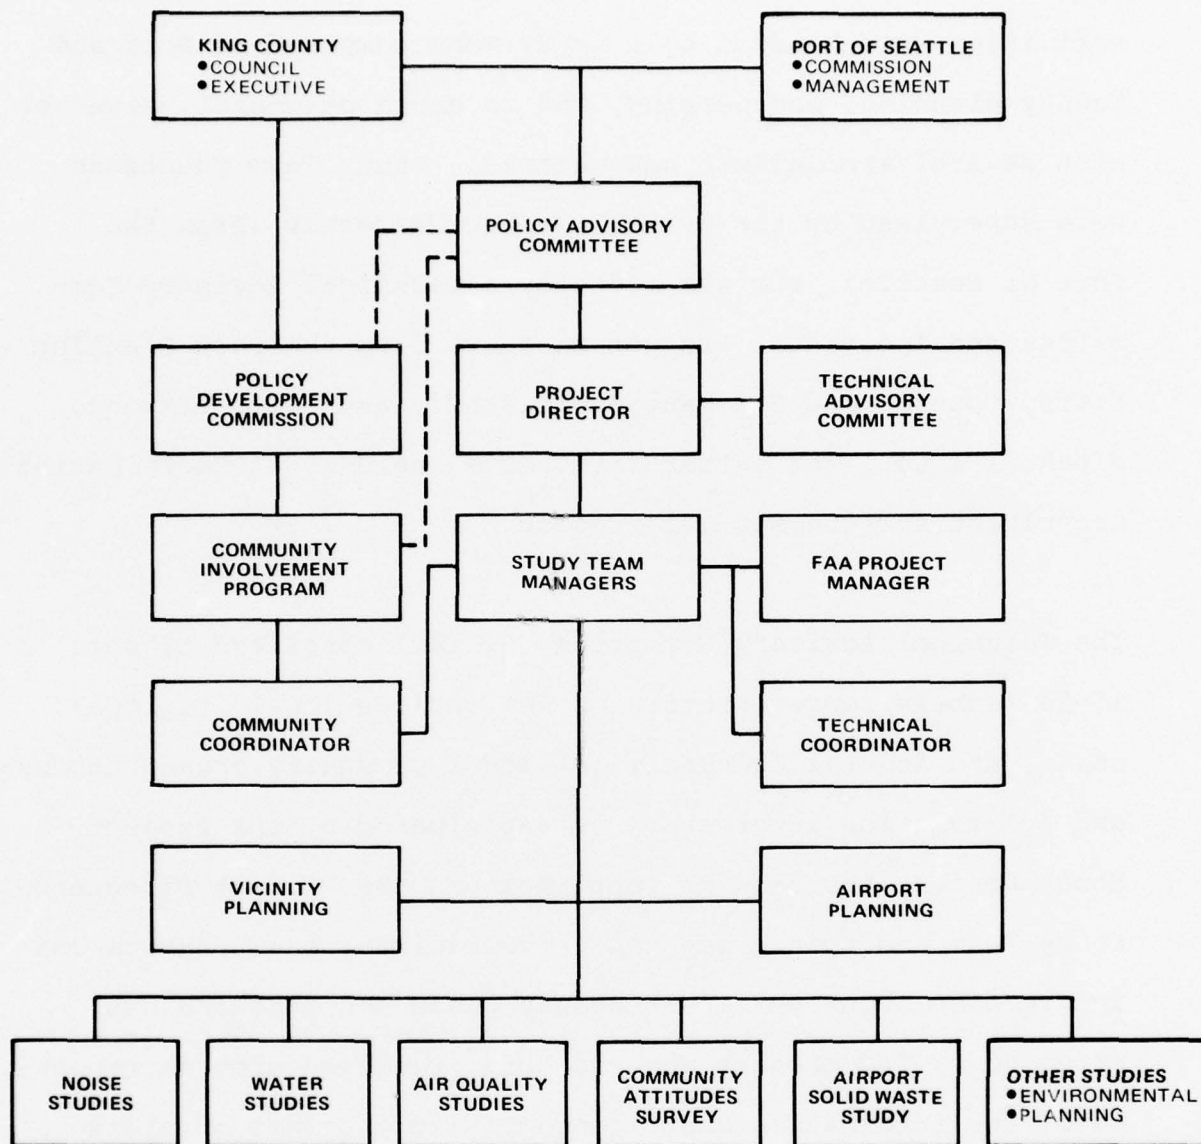 KING COUNTY
•COUNCIL
•EXECUTIVE
PORT OF SEATTLE
•COMMISSION
•MANAGEMENT
POLICY ADVISORY
COMMITTEE
POLICY
DEVELOPMENT
COMMISSION
PROJECT
DIRECTOR
TECHNICAL
ADVISORY
COMMITTEE
COMMUNITY
INVOLVEMENT
PROGRAM
STUDY TEAM
MANAGERS
FAA PROJECT
MANAGER
COMMUNITY
COORDINATOR
TECHNICAL
COORDINATOR
VICINITY
PLANNING
AIRPORT
PLANNING
NOISE
STUDIES
WATER
STUDIES
AIR QUALITY
STUDIES
COMMUNITY
ATTITUDES
SURVEY
AIRPORT
SOLID WASTE
STUDY
OTHER STUDIES
•ENVIRONMENTAL
•PLANNING